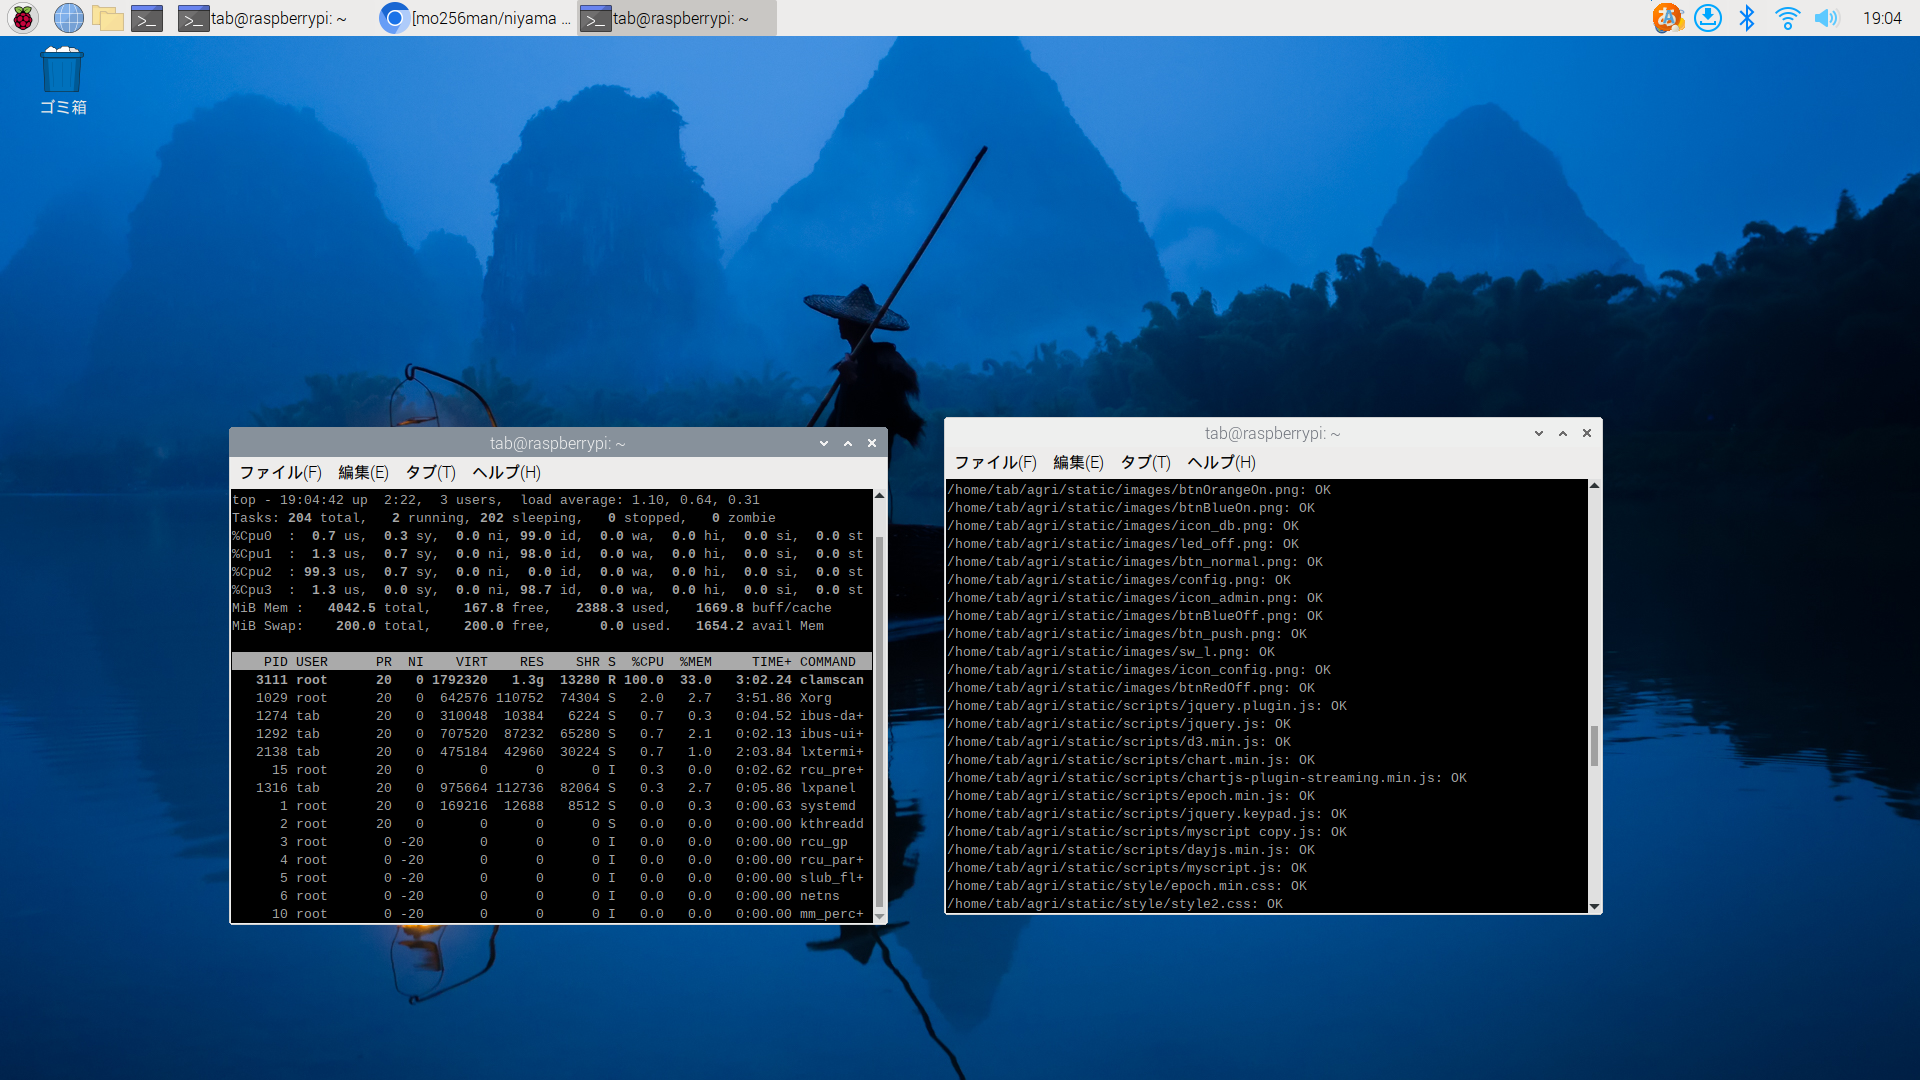 tab@raspberrypi: ~
[mo256man/niyama ...
tab@raspberrypi: ~
あ
19:04
ゴミ箱
tab@raspberrypi: ~
ファイル(F) 編集(E) タブ(T) ヘルプ(H)
top - 19:04:42 up  2:22,  3 users,  load average: 1.10, 0.64, 0.31
Tasks: 204 total,   2 running, 202 sleeping,   0 stopped,   0 zombie
%Cpu0  :  0.7 us,  0.3 sy,  0.0 ni, 99.0 id,  0.0 wa,  0.0 hi,  0.0 si,  0.0 st
%Cpu1  :  1.3 us,  0.7 sy,  0.0 ni, 98.0 id,  0.0 wa,  0.0 hi,  0.0 si,  0.0 st
%Cpu2  : 99.3 us,  0.7 sy,  0.0 ni,  0.0 id,  0.0 wa,  0.0 hi,  0.0 si,  0.0 st
%Cpu3  :  1.3 us,  0.0 sy,  0.0 ni, 98.7 id,  0.0 wa,  0.0 hi,  0.0 si,  0.0 st
MiB Mem :   4042.5 total,    167.8 free,   2388.3 used,   1669.8 buff/cache
MiB Swap:    200.0 total,    200.0 free,      0.0 used.   1654.2 avail Mem
PID USER      PR  NI    VIRT    RES    SHR S  %CPU  %MEM     TIME+ COMMAND
3111 root      20   0 1792320   1.3g  13280 R 100.0  33.0   3:02.24 clamscan
1029 root      20   0  642576 110752  74304 S   2.0   2.7   3:51.86 Xorg
1274 tab       20   0  310048  10384   6224 S   0.7   0.3   0:04.52 ibus-da+
1292 tab       20   0  707520  87232  65280 S   0.7   2.1   0:02.13 ibus-ui+
2138 tab       20   0  475184  42960  30224 S   0.7   1.0   2:03.84 lxtermi+
15 root      20   0       0      0      0 I   0.3   0.0   0:02.62 rcu_pre+
1316 tab       20   0  975664 112736  82064 S   0.3   2.7   0:05.86 lxpanel
1 root      20   0  169216  12688   8512 S   0.0   0.3   0:00.63 systemd
2 root      20   0       0      0      0 S   0.0   0.0   0:00.00 kthreadd
3 root       0 -20       0      0      0 I   0.0   0.0   0:00.00 rcu_gp
4 root       0 -20       0      0      0 I   0.0   0.0   0:00.00 rcu_par+
5 root       0 -20       0      0      0 I   0.0   0.0   0:00.00 slub_fl+
6 root       0 -20       0      0      0 I   0.0   0.0   0:00.00 netns
10 root       0 -20       0      0      0 I   0.0   0.0   0:00.00 mm_perc+
tab@raspberrypi: ~
ファイル(F) 編集(E) タブ(T) ヘルプ(H)
/home/tab/agri/static/images/btnOrangeOn.png: OK
/home/tab/agri/static/images/btnBlueOn.png: OK
/home/tab/agri/static/images/icon_db.png: OK
/home/tab/agri/static/images/led_off.png: OK
/home/tab/agri/static/images/btn_normal.png: OK
/home/tab/agri/static/images/config.png: OK
/home/tab/agri/static/images/icon_admin.png: OK
/home/tab/agri/static/images/btnBlueOff.png: OK
/home/tab/agri/static/images/btn_push.png: OK
/home/tab/agri/static/images/sw_l.png: OK
/home/tab/agri/static/images/icon_config.png: OK
/home/tab/agri/static/images/btnRedOff.png: OK
/home/tab/agri/static/scripts/jquery.plugin.js: OK
/home/tab/agri/static/scripts/jquery.js: OK
/home/tab/agri/static/scripts/d3.min.js: OK
/home/tab/agri/static/scripts/chart.min.js: OK
/home/tab/agri/static/scripts/chartjs-plugin-streaming.min.js: OK
/home/tab/agri/static/scripts/epoch.min.js: OK
/home/tab/agri/static/scripts/jquery.keypad.js: OK
/home/tab/agri/static/scripts/myscript copy.js: OK
/home/tab/agri/static/scripts/dayjs.min.js: OK
/home/tab/agri/static/scripts/myscript.js: OK
/home/tab/agri/static/style/epoch.min.css: OK
/home/tab/agri/static/style/style2.css: OK